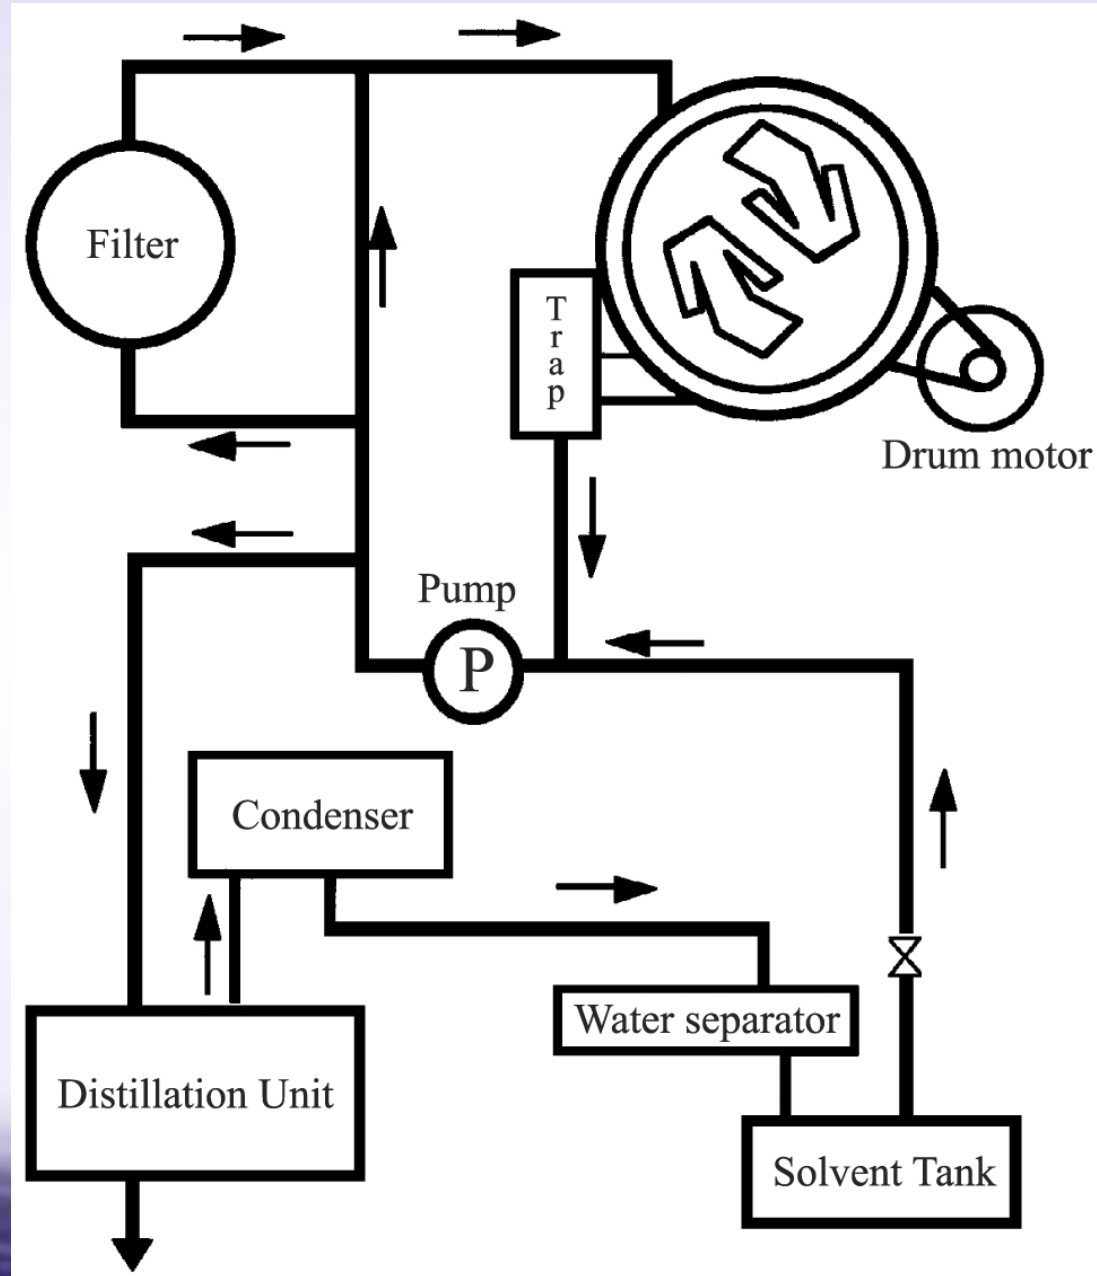 Filter
T
r
a
p
Drum motor
Pump
P
Condenser
Water separator
Distillation Unit
Solvent Tank